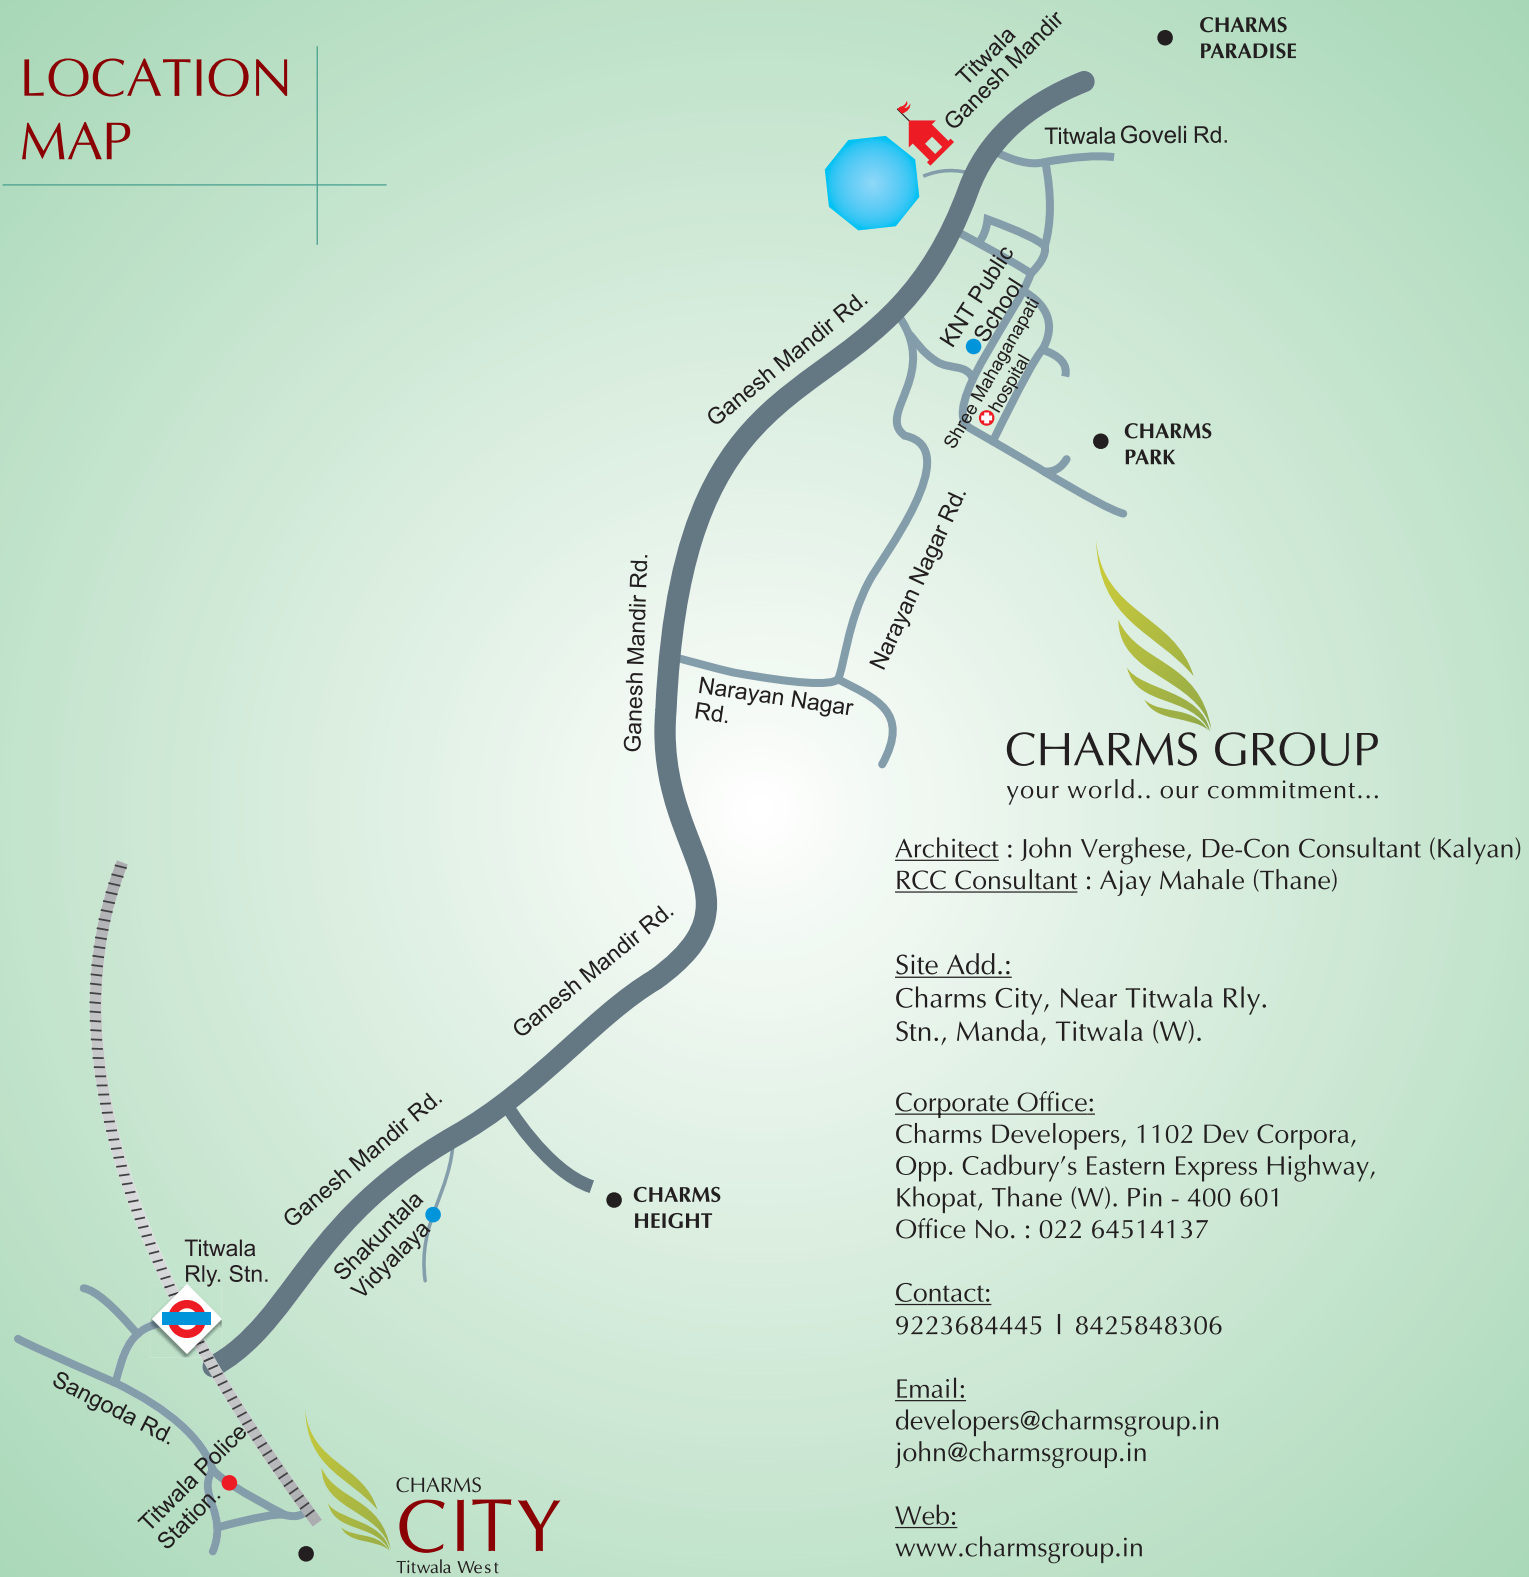 LOCATION
MAP
CHARMS
PARADISE
Titwala
Ganesh Mandir
Titwala Goveli Rd.
KNT Public
School
Shree Mahaganapati
hospital
Ganesh Mandir Rd.
CHARMS
PARK
Narayan Nagar Rd.
Ganesh Mandir Rd.
Narayan Nagar
Rd.
CHARMS GROUP
your world.. our commitment...
Architect : John Verghese, De-Con Consultant (Kalyan)
RCC Consultant : Ajay Mahale (Thane)
Ganesh Mandir Rd.
Site Add.:
Charms City, Near Titwala Rly.
Stn., Manda, Titwala (W).
Corporate Office:
Charms Developers, 1102 Dev Corpora,
Opp. Cadbury's Eastern Express Highway,
Khopat, Thane (W). Pin - 400 601
Office No. : 022 64514137
Contact:
9223684445 l 8425848306
Email:
developers@charmsgroup.in
john@charmsgroup.in
Web:
www.charmsgroup.in
Ganesh Mandir Rd.
CHARMS
HEIGHT
Shakuntala
Vidyalaya
Titwala
Rly. Stn.
Sangoda Rd.
Titwala Police
Station.
CHARMS
CITY
Titwala West